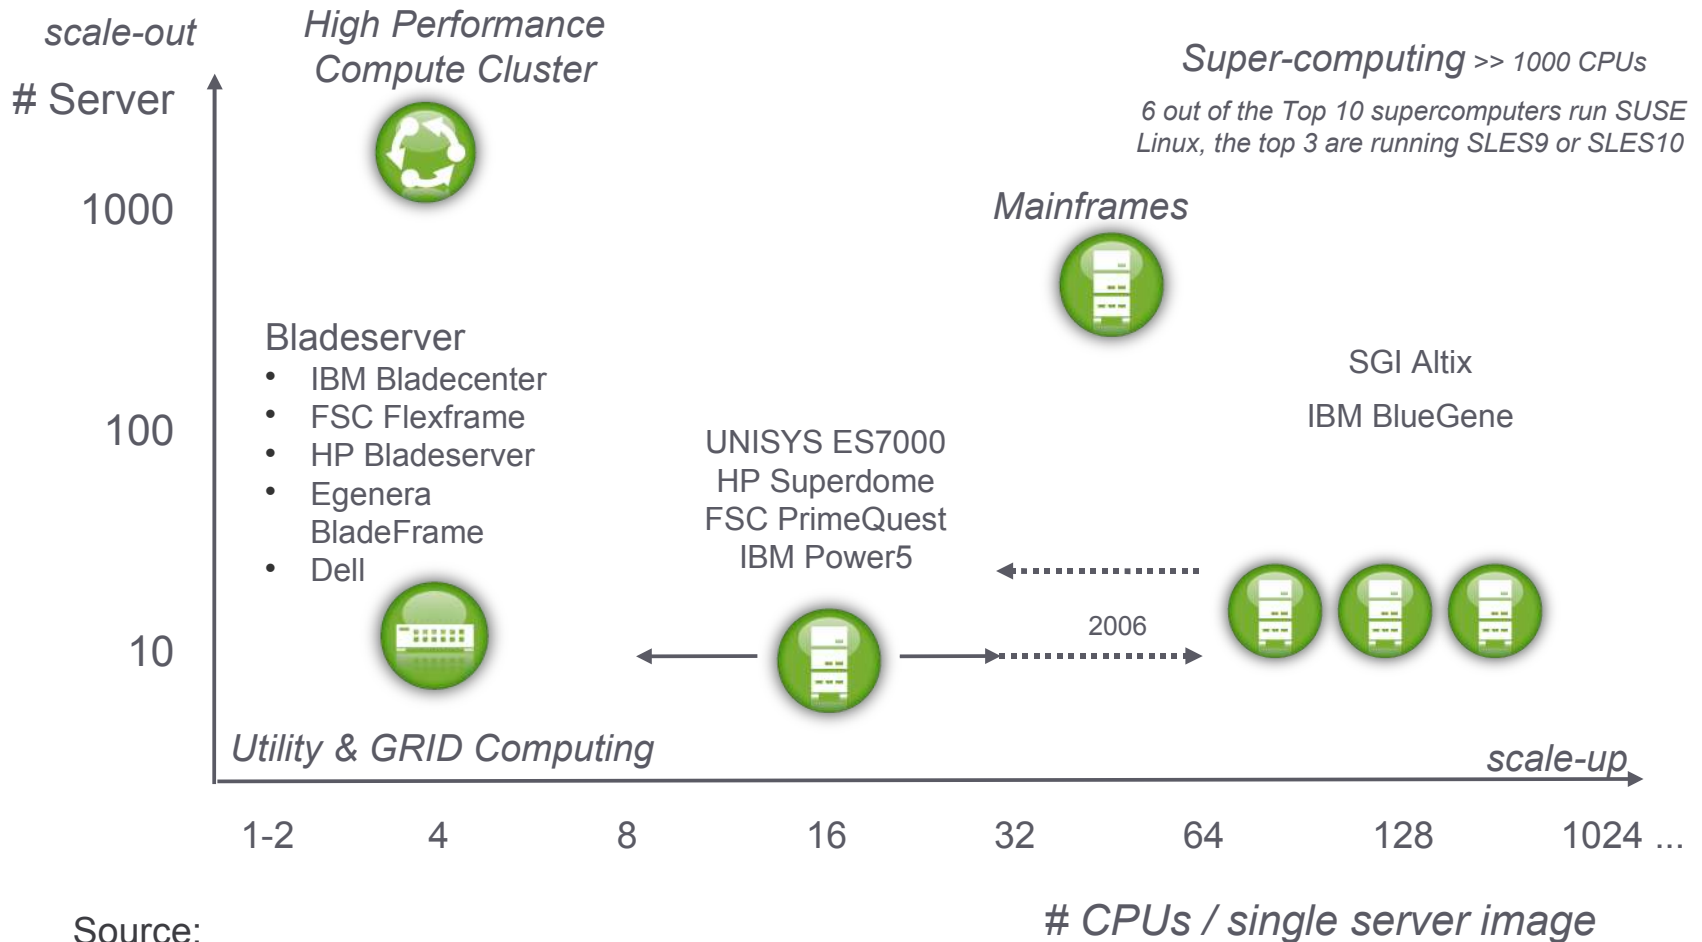 scale-out
# Server
High Performance
Compute Cluster
Super-computing >> 1000 CPUs
6 out of the Top 10 supercomputers run SUSE
Linux, the top 3 are running SLES9 or SLES10
1000
Mainframes
Bladeserver
• IBM Bladecenter
• FSC Flexframe
• HP Bladeserver
• Egenera
BladeFrame
• Dell
100
UNISYS ES7000
HP Superdome
FSC PrimeQuest
IBM Power5
SGI Altix
IBM BlueGene
10
2006
Utility & GRID Computing
scale-up
1-2 4 8 16 32 64 128 1024 ...
# CPUs / single server image
Source: